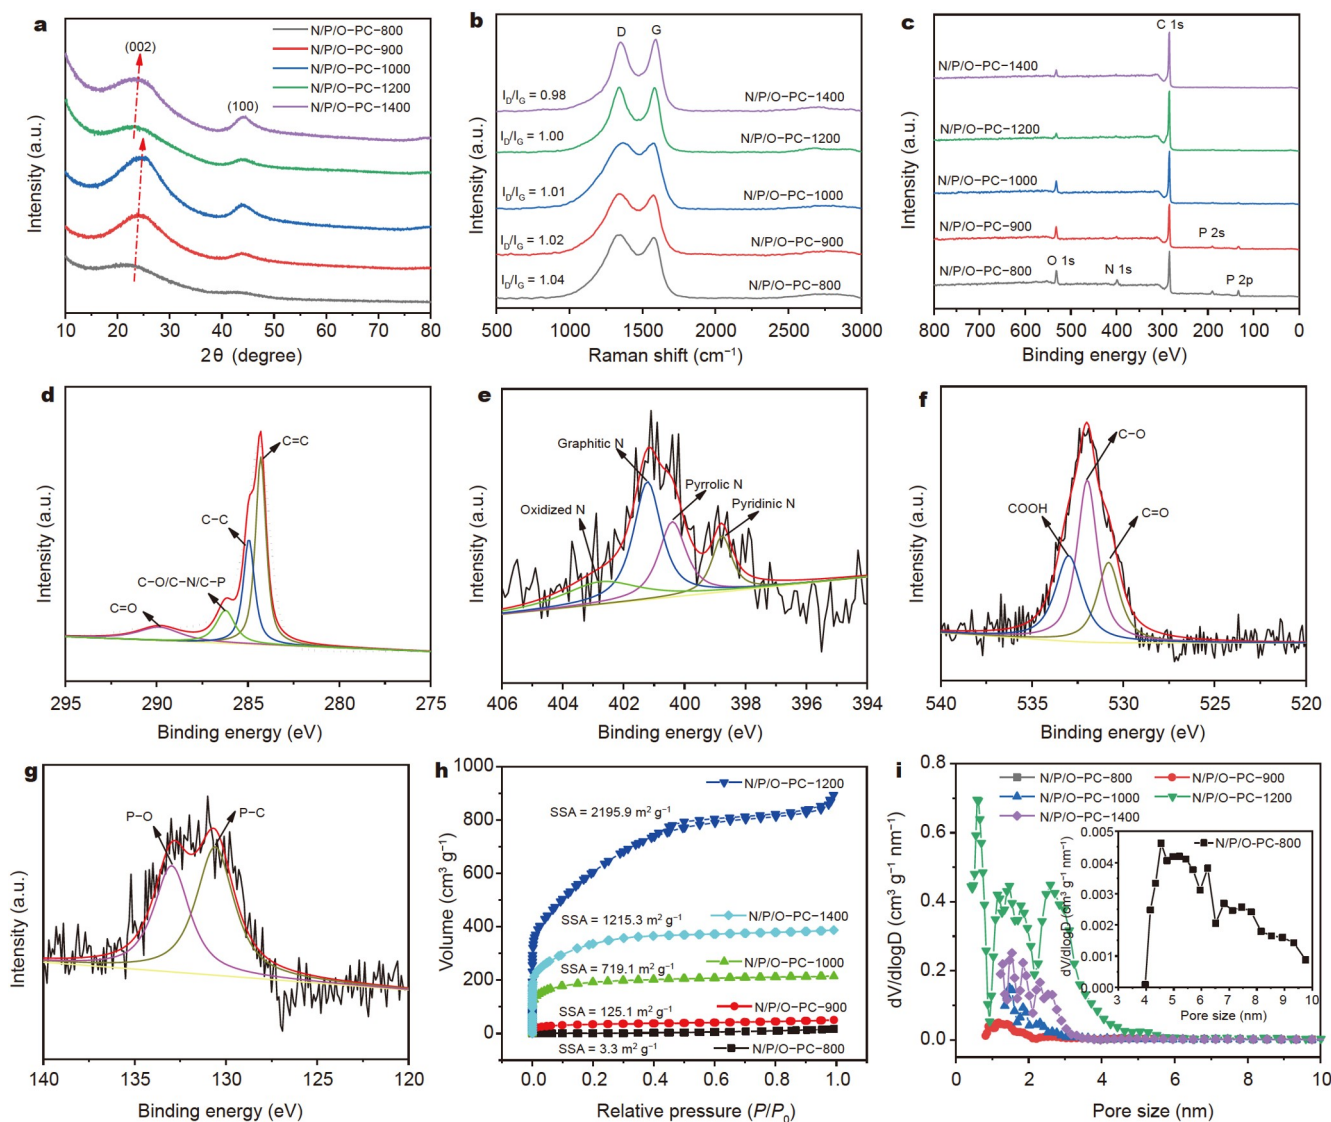 a
N/P/O−PC−800
N/P/O−PC−900
N/P/O−PC−1000
N/P/O−PC−1200
N/P/O−PC−1400
(002)
(100)
Intensity (a.u.)
10 20 30 40 50 60 70 80
2θ (degree)
b
D G
I_D/I_G = 0.98
N/P/O−PC−1400
I_D/I_G = 1.00
N/P/O−PC−1200
I_D/I_G = 1.01
N/P/O−PC−1000
I_D/I_G = 1.02
N/P/O−PC−900
I_D/I_G = 1.04
N/P/O−PC−800
Intensity (a.u.)
500 1000 1500 2000 2500 3000
Raman shift (cm⁻¹)
c
C 1s
N/P/O−PC−1400
N/P/O−PC−1200
N/P/O−PC−1000
N/P/O−PC−900
P 2s
N/P/O−PC−800
O 1s
N 1s
P 2p
Intensity (a.u.)
800 700 600 500 400 300 200 100 0
Binding energy (eV)
d
C=C
C−C
C−O/C−N/C−P
C=O
Intensity (a.u.)
295 290 285 280 275
Binding energy (eV)
e
Graphitic N
Pyrrolic N
Oxidized N
Pyridinic N
Intensity (a.u.)
406 404 402 400 398 396 394
Binding energy (eV)
f
C−O
COOH
C=O
Intensity (a.u.)
540 535 530 525 520
Binding energy (eV)
g
P−O
P−C
Intensity (a.u.)
140 135 130 125 120
Binding energy (eV)
h
1000
800
600
400
200
0
Volume (cm³ g⁻¹)
N/P/O−PC−1200
SSA = 2195.9 m² g⁻¹
N/P/O−PC−1400
SSA = 1215.3 m² g⁻¹
N/P/O−PC−1000
SSA = 719.1 m² g⁻¹
N/P/O−PC−900
SSA = 125.1 m² g⁻¹
N/P/O−PC−800
SSA = 3.3 m² g⁻¹
0.0 0.2 0.4 0.6 0.8 1.0
Relative pressure (P/P₀)
i
0.8
0.6
0.4
0.2
0.0
dV/dlogD (cm³ g⁻¹ nm⁻¹)
N/P/O−PC−800
N/P/O−PC−900
N/P/O−PC−1000
N/P/O−PC−1200
N/P/O−PC−1400
0.005
0.004
0.003
0.002
0.001
0.000
dV/dlogD (cm³ g⁻¹ nm⁻¹)
N/P/O-PC-800
3 4 5 6 7 8 9 10
Pore size (nm)
0 2 4 6 8 10
Pore size (nm)